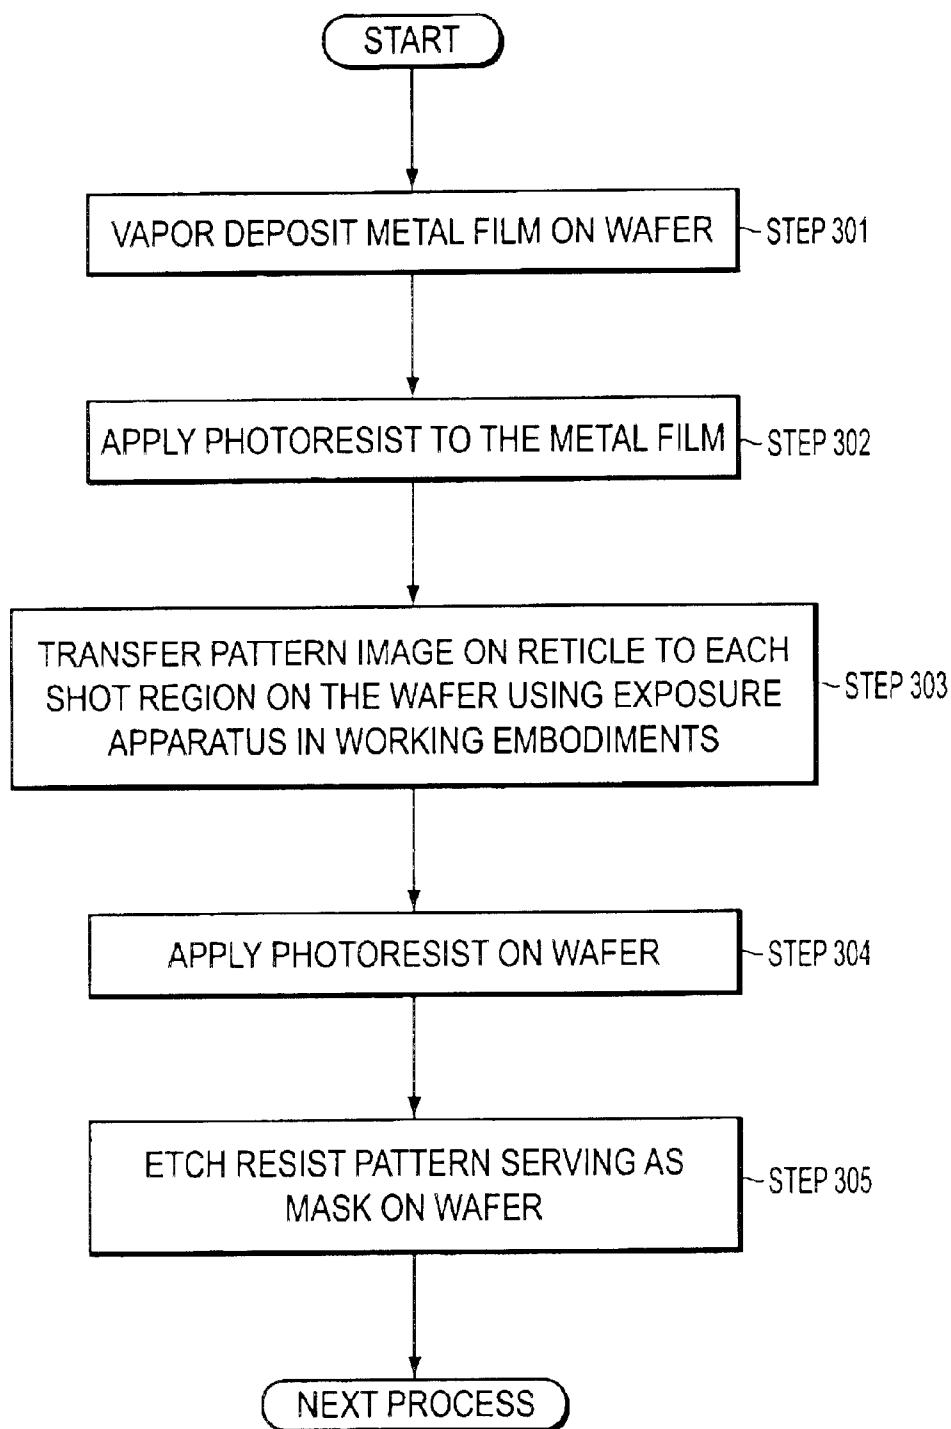 START
VAPOR DEPOSIT METAL FILM ON WAFER
STEP 301
APPLY PHOTORESIST TO THE METAL FILM
STEP 302
TRANSFER PATTERN IMAGE ON RETICLE TO EACH
SHOT REGION ON THE WAFER USING EXPOSURE
APPARATUS IN WORKING EMBODIMENTS
STEP 303
APPLY PHOTORESIST ON WAFER
STEP 304
ETCH RESIST PATTERN SERVING AS
MASK ON WAFER
STEP 305
NEXT PROCESS